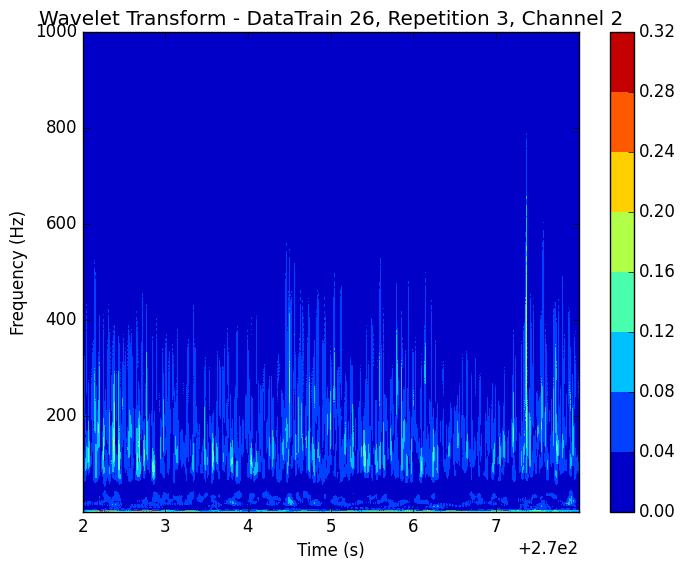 Wavelet Transform - DataTrain 26, Repetition 3, Channel 2
1000
800
600
400
200
Frequency (Hz)
2 3 4 5 6 7
Time (s)
+2.7e2
0.32
0.28
0.24
0.20
0.16
0.12
0.08
0.04
0.00